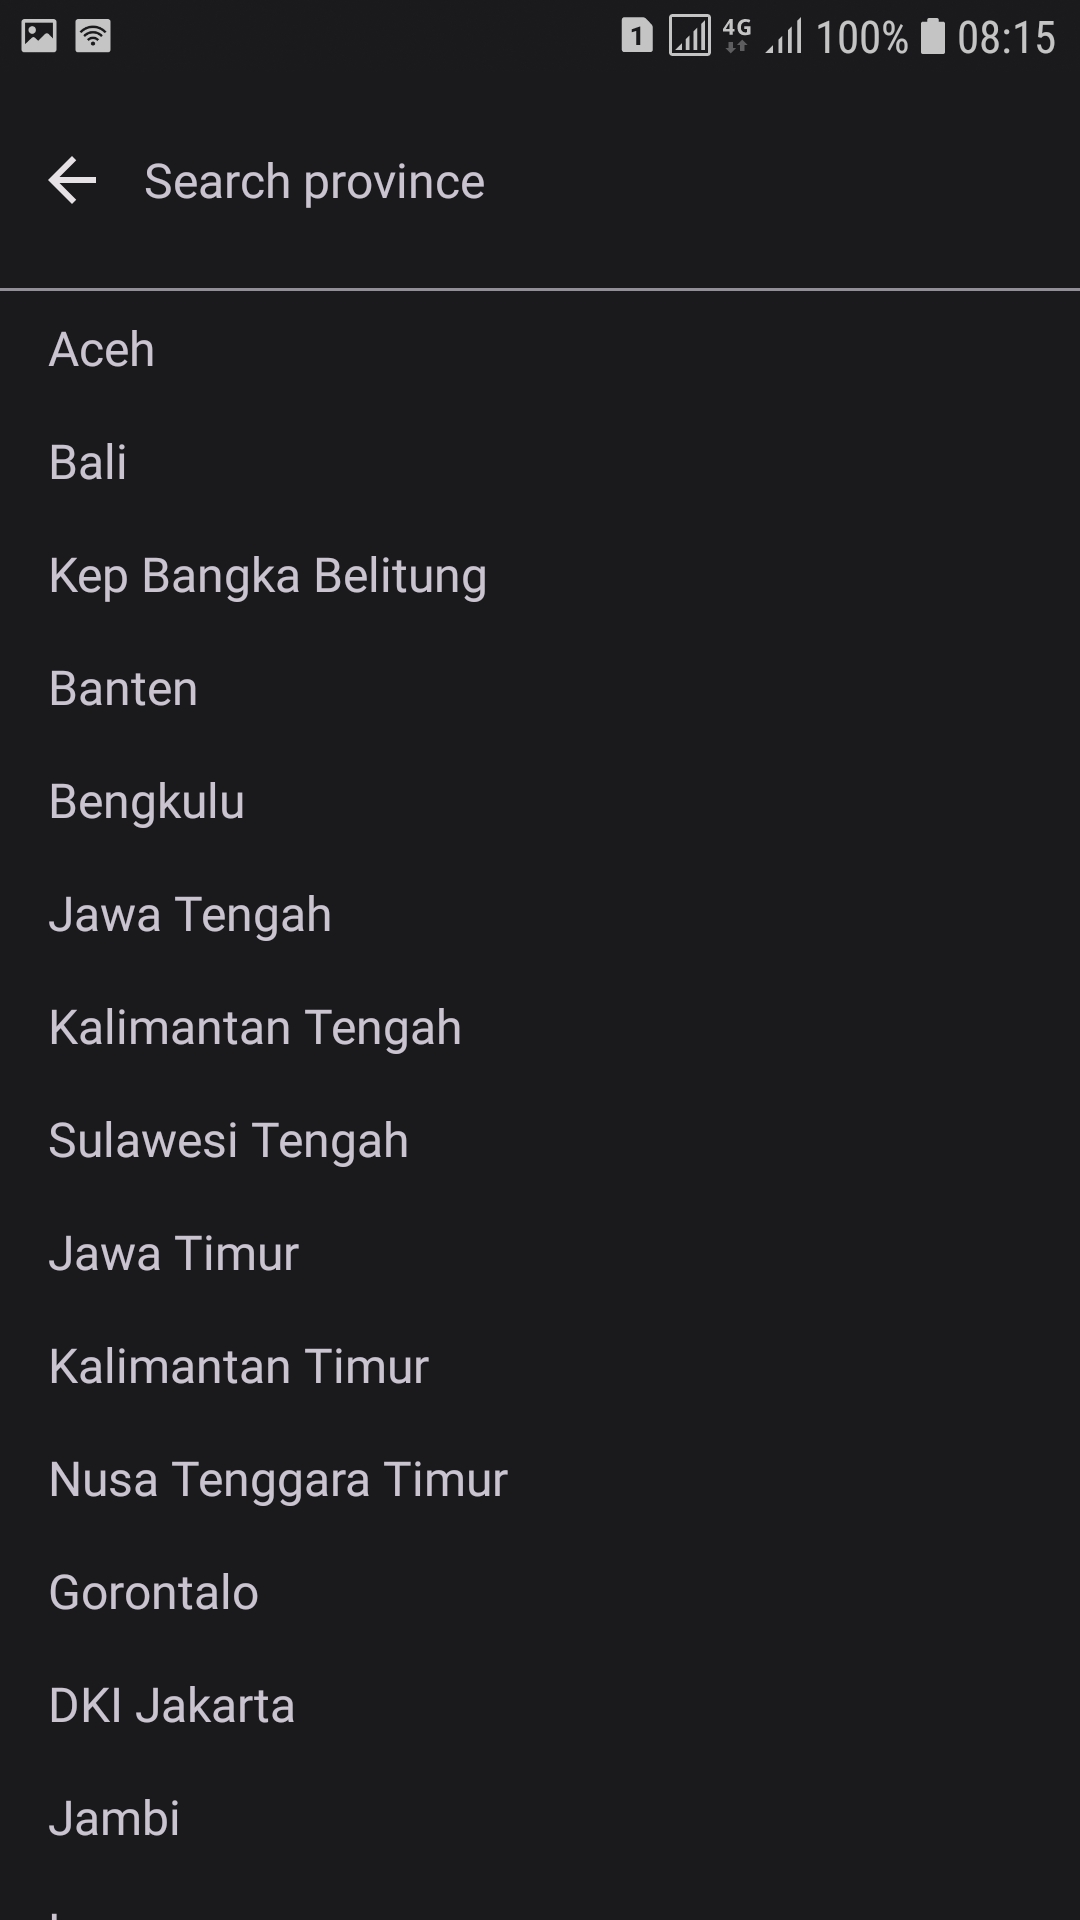 1 4G 100% 08:15
Search province
Aceh
Bali
Kep Bangka Belitung
Banten
Bengkulu
Jawa Tengah
Kalimantan Tengah
Sulawesi Tengah
Jawa Timur
Kalimantan Timur
Nusa Tenggara Timur
Gorontalo
DKI Jakarta
Jambi